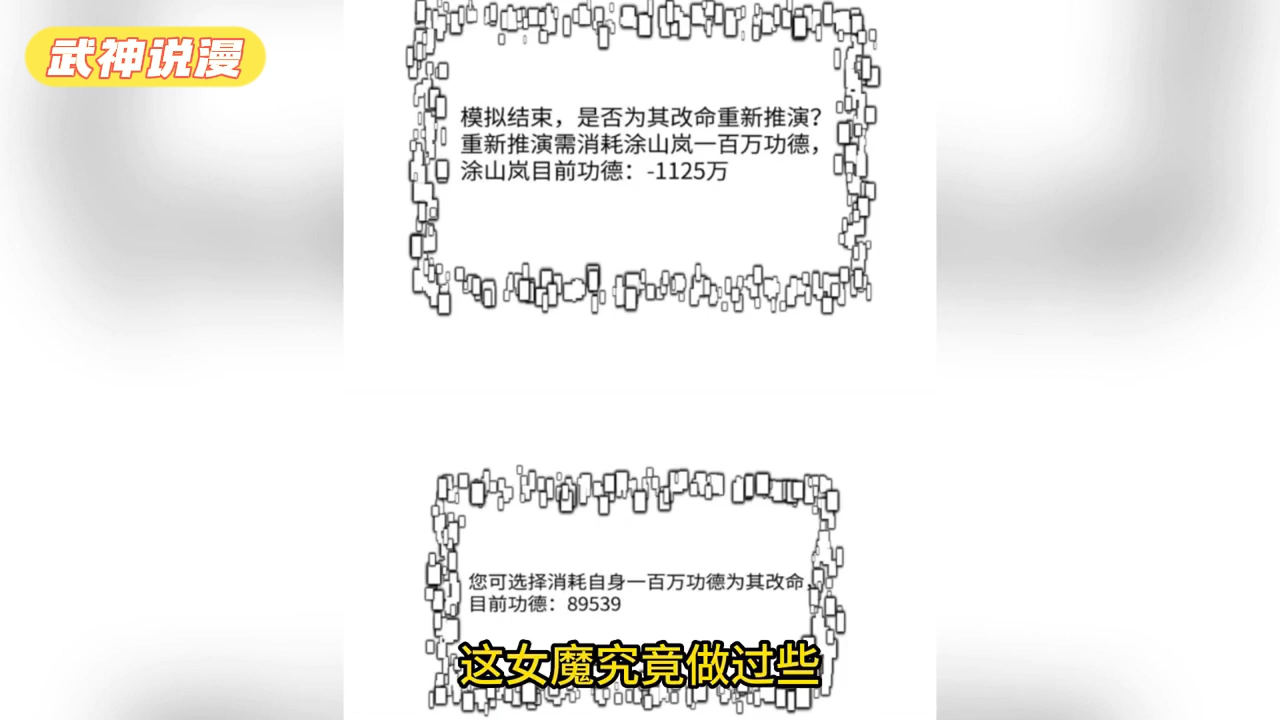 武神说漫
模拟结束，是否为其改命重新推演？
重新推演需消耗涂山岚一百万功德，
涂山岚目前功德：-1125万
您可选择消耗自身一百万功德为其改命，
目前功德：89539
这女魔究竟做过些